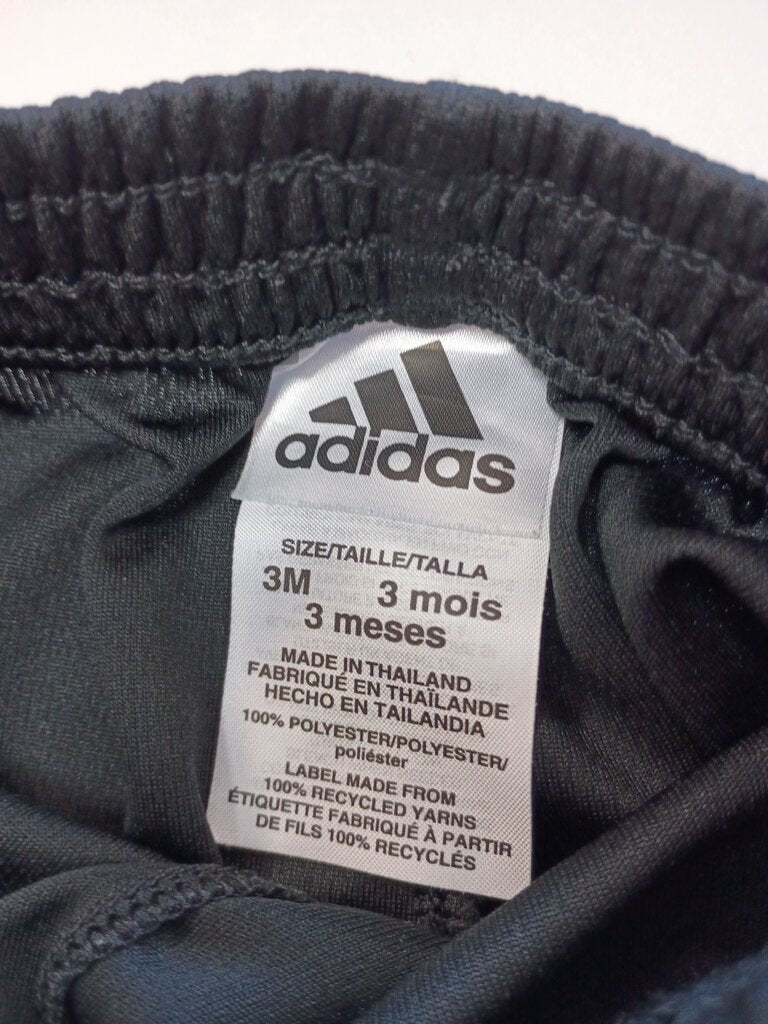 adidas
SIZE/TAILLE/TALLA
3M 3 mois
3 meses
MADE IN THAILAND
FABRIQUÉ EN THAÏLANDE
HECHO EN TAILANDIA
100% POLYESTER/POLYESTER/
poliéster
LABEL MADE FROM
100% RECYCLED YARNS
ÉTIQUETTE FABRIQUÉ À PARTIR
DE FILS 100% RECYCLÉS